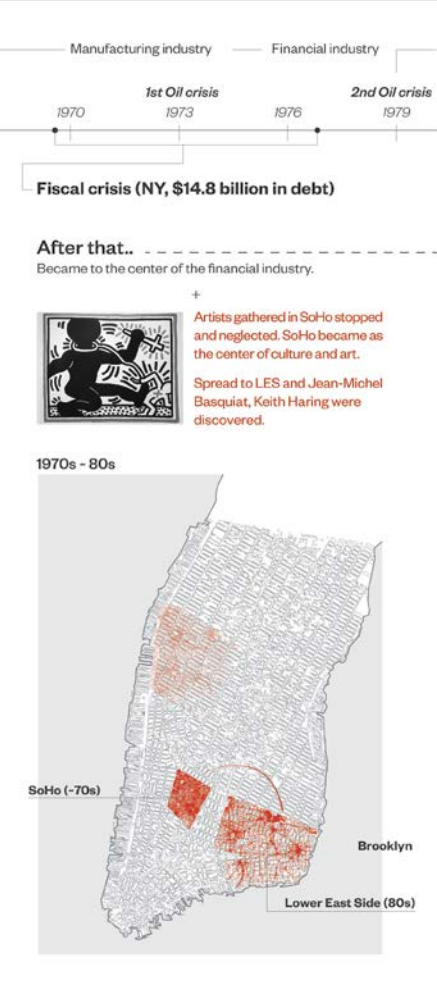 Manufacturing industry
Financial industry
1st Oil crisis
2nd Oil crisis
1970
1973
1976
1979
Fiscal crisis (NY, $14.8 billion in debt)
After that..
Became to the center of the financial industry.
+
Artists gathered in SoHo stopped
and neglected. SoHo became as
the center of culture and art.
Spread to LES and Jean-Michel
Basquiat, Keith Haring were
discovered.
1970s - 80s
SoHo (~70s)
Brooklyn
Lower East Side (80s)